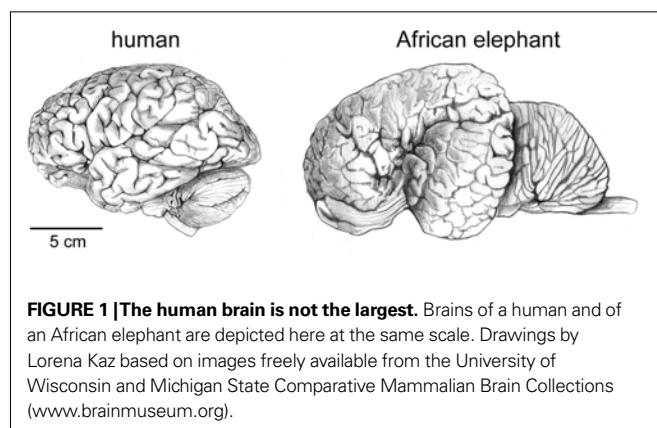 human
African elephant
5 cm
FIGURE 1 | The human brain is not the largest. Brains of a human and of
an African elephant are depicted here at the same scale. Drawings by
Lorena Kaz based on images freely available from the University of
Wisconsin and Michigan State Comparative Mammalian Brain Collections
(www.brainmuseum.org).